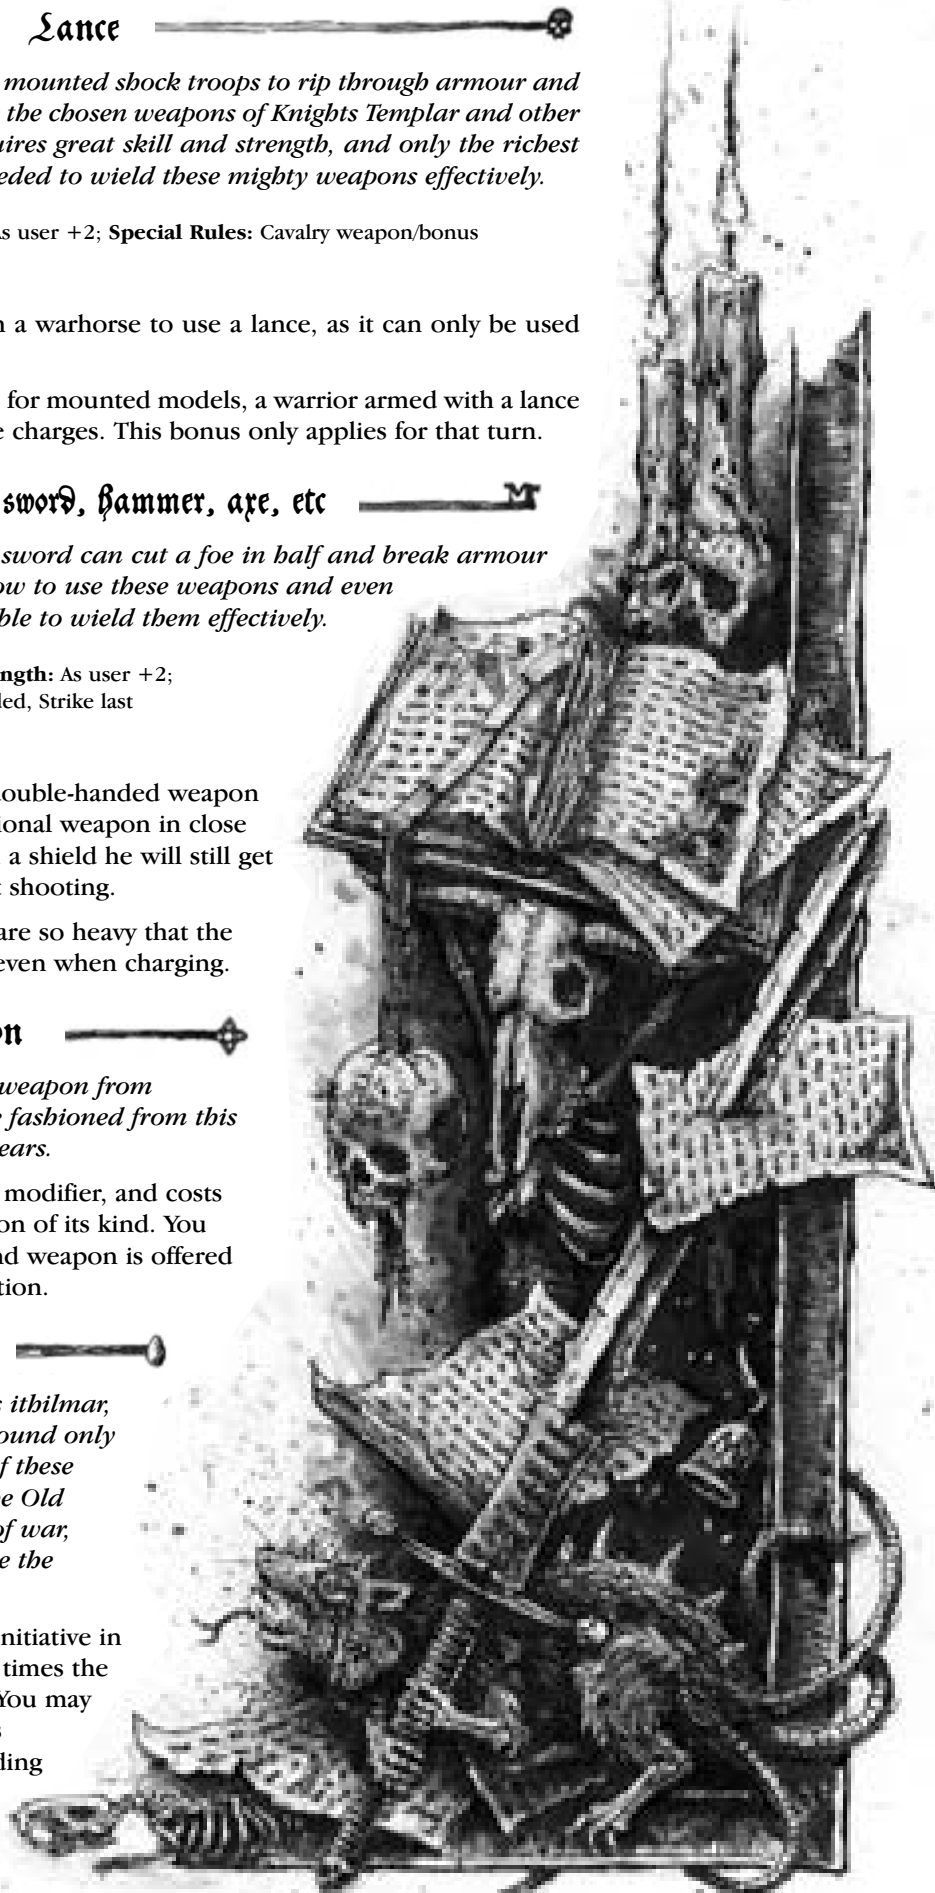 Lance
mounted shock troops to rip through armour and
the chosen weapons of Knights Templar and other
uires great skill and strength, and only the richest
eded to wield these mighty weapons effectively.
As user +2; Special Rules: Cavalry weapon/bonus
n a warhorse to use a lance, as it can only be used
for mounted models, a warrior armed with a lance
e charges. This bonus only applies for that turn.
sword, hammer, axe, etc
sword can cut a foe in half and break armour
ow to use these weapons and even
ble to wield them effectively.
ngth: As user +2;
led, Strike last
double-handed weapon
ional weapon in close
a shield he will still get
t shooting.
are so heavy that the
even when charging.
on
weapon from
e fashioned from this
ears.
modifier, and costs
on of its kind. You
nd weapon is offered
tion.
s ithilmar,
ound only
f these
e Old
of war,
e the
nitiative in
times the
You may
s
ding